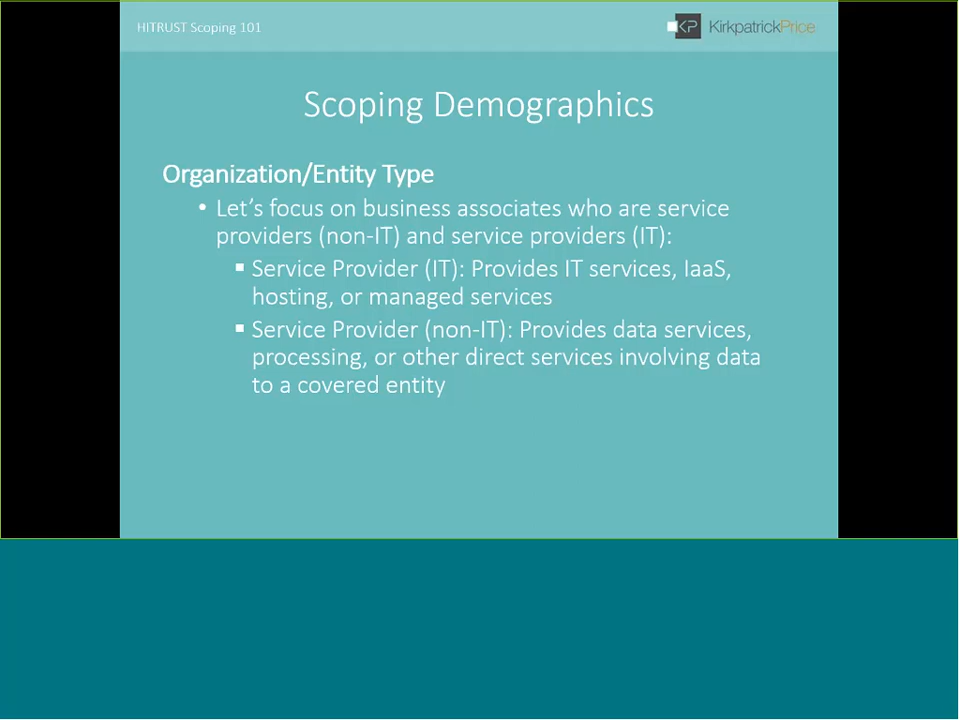 HITRUST Scoping 101
KP KirkpatrickPrice
Scoping Demographics
Organization/Entity Type
• Let's focus on business associates who are service
providers (non-IT) and service providers (IT):
▪ Service Provider (IT): Provides IT services, IaaS,
hosting, or managed services
▪ Service Provider (non-IT): Provides data services,
processing, or other direct services involving data
to a covered entity